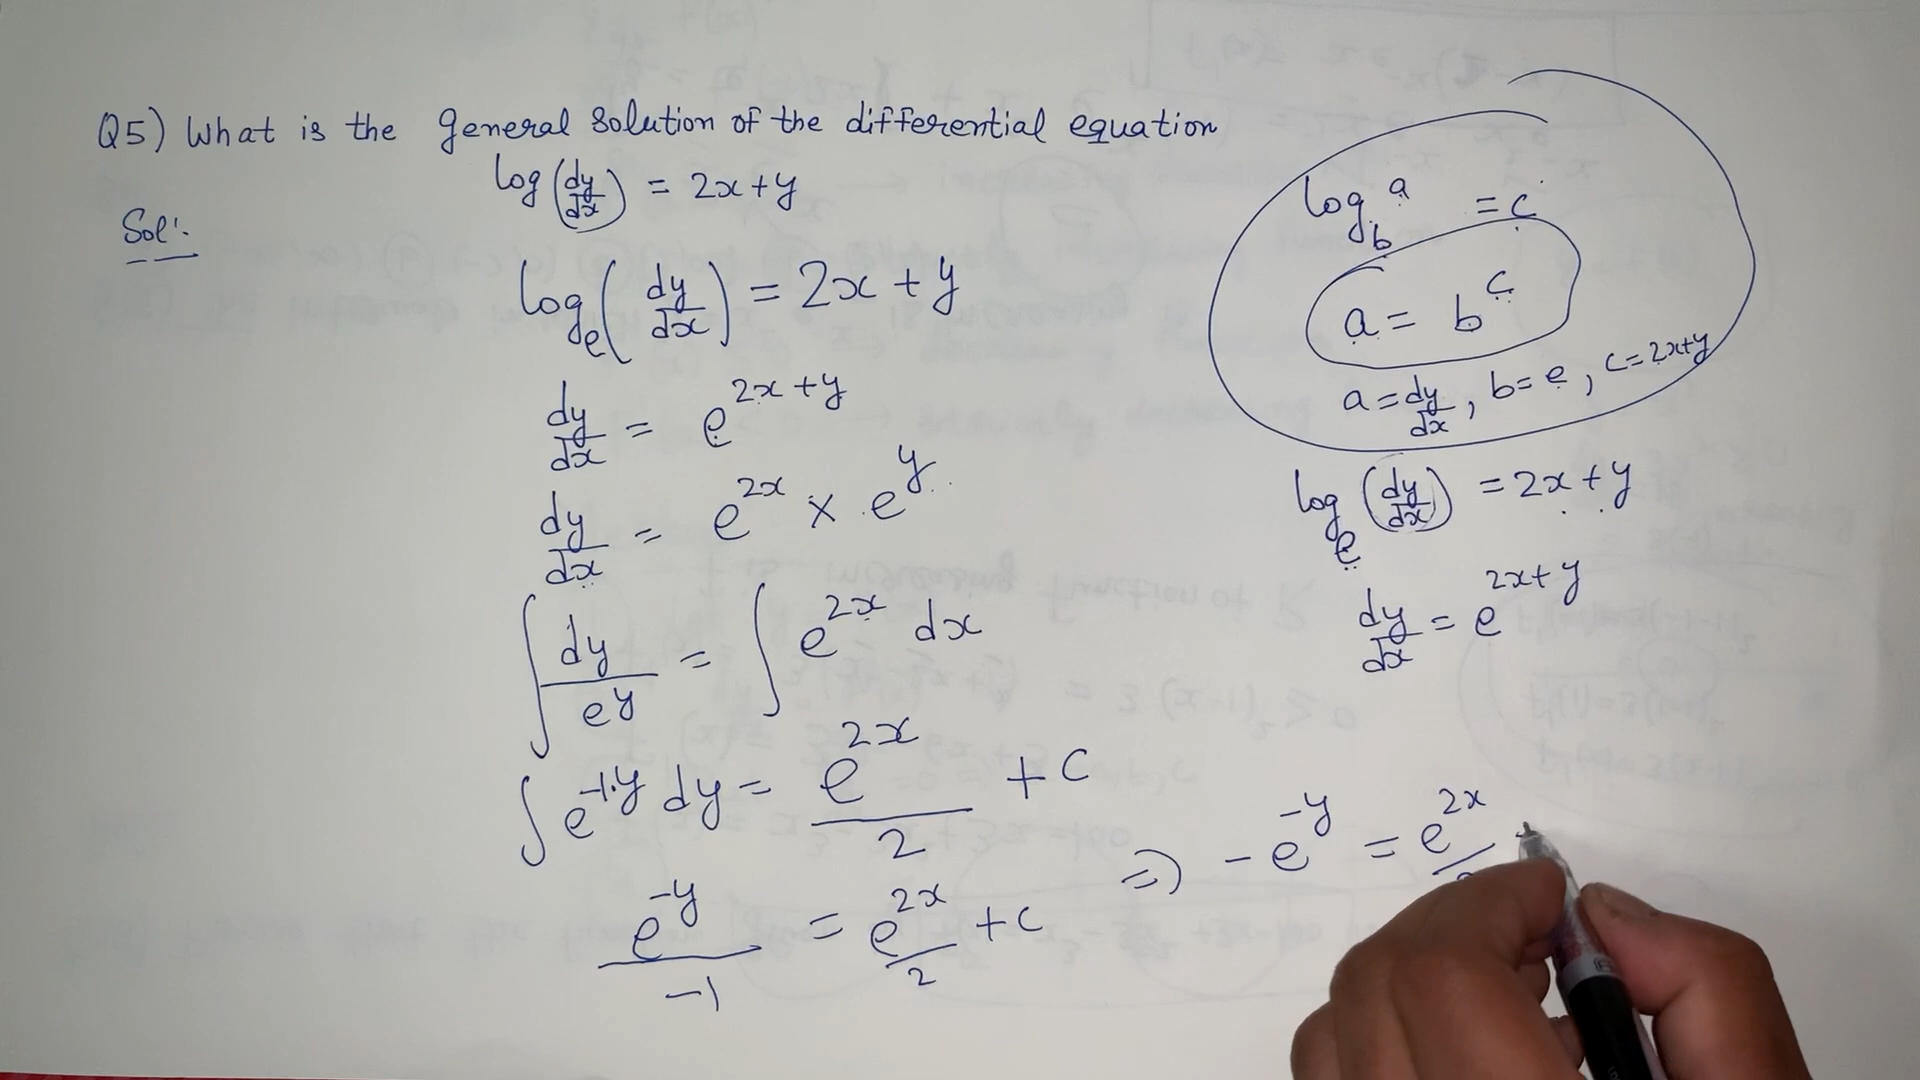 Q5) What is the general solution of the differential equation
log (dy/dx) = 2x+y
Sol:
log_e (dy/dx) = 2x+y
dy/dx = e^(2x+y)
dy/dx = e^(2x) × e^y
∫ dy/e^y = ∫ e^(2x) dx
∫ e^(-1.y) dy = e^(2x)/2 + c
e^(-y)/-1 = e^(2x)/2 + c
log_b a = c
a = b^c
a = dy/dx, b = e, c = 2x+y
log_e (dy/dx) = 2x+y
dy/dx = e^(2x+y)
=) -e^(-y) = e^(2x)/